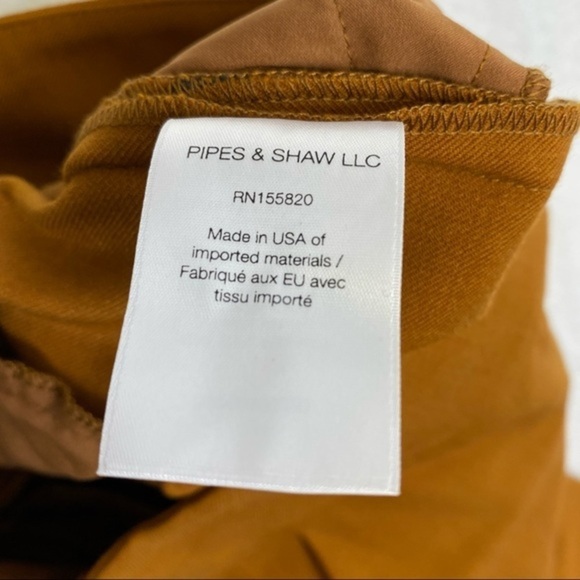 PIPES & SHAW LLC
RN155820
Made in USA of
imported materials /
Fabriqué aux EU avec
tissu importé